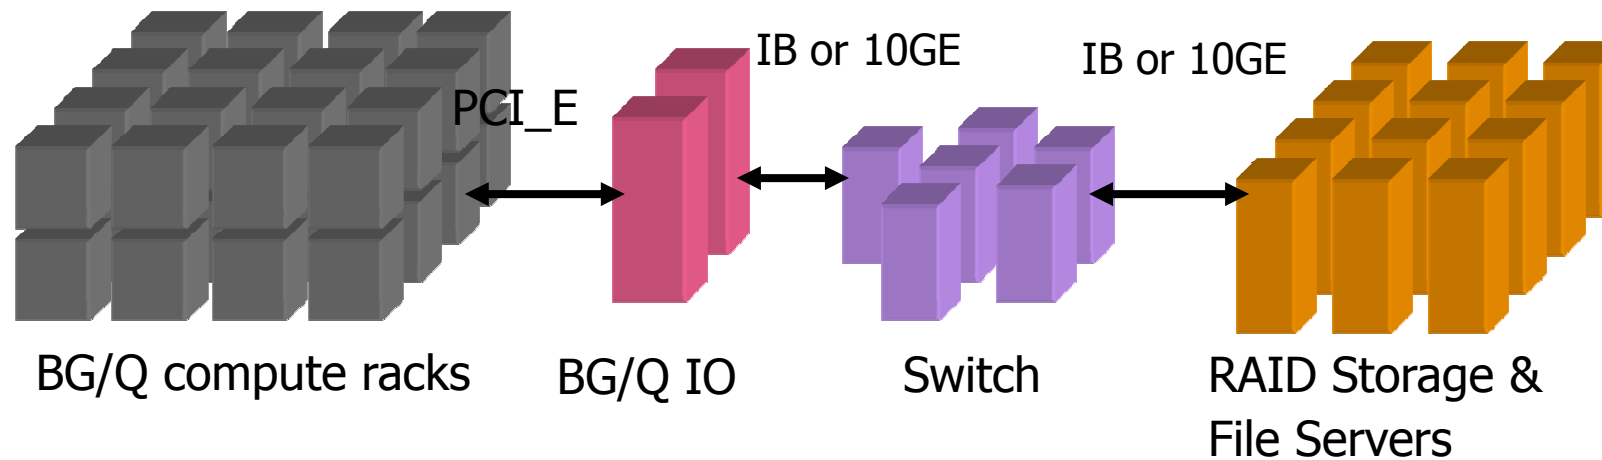 IB or 10GE
IB or 10GE
PCI_E
BG/Q compute racks
BG/Q IO
Switch
RAID Storage &
File Servers